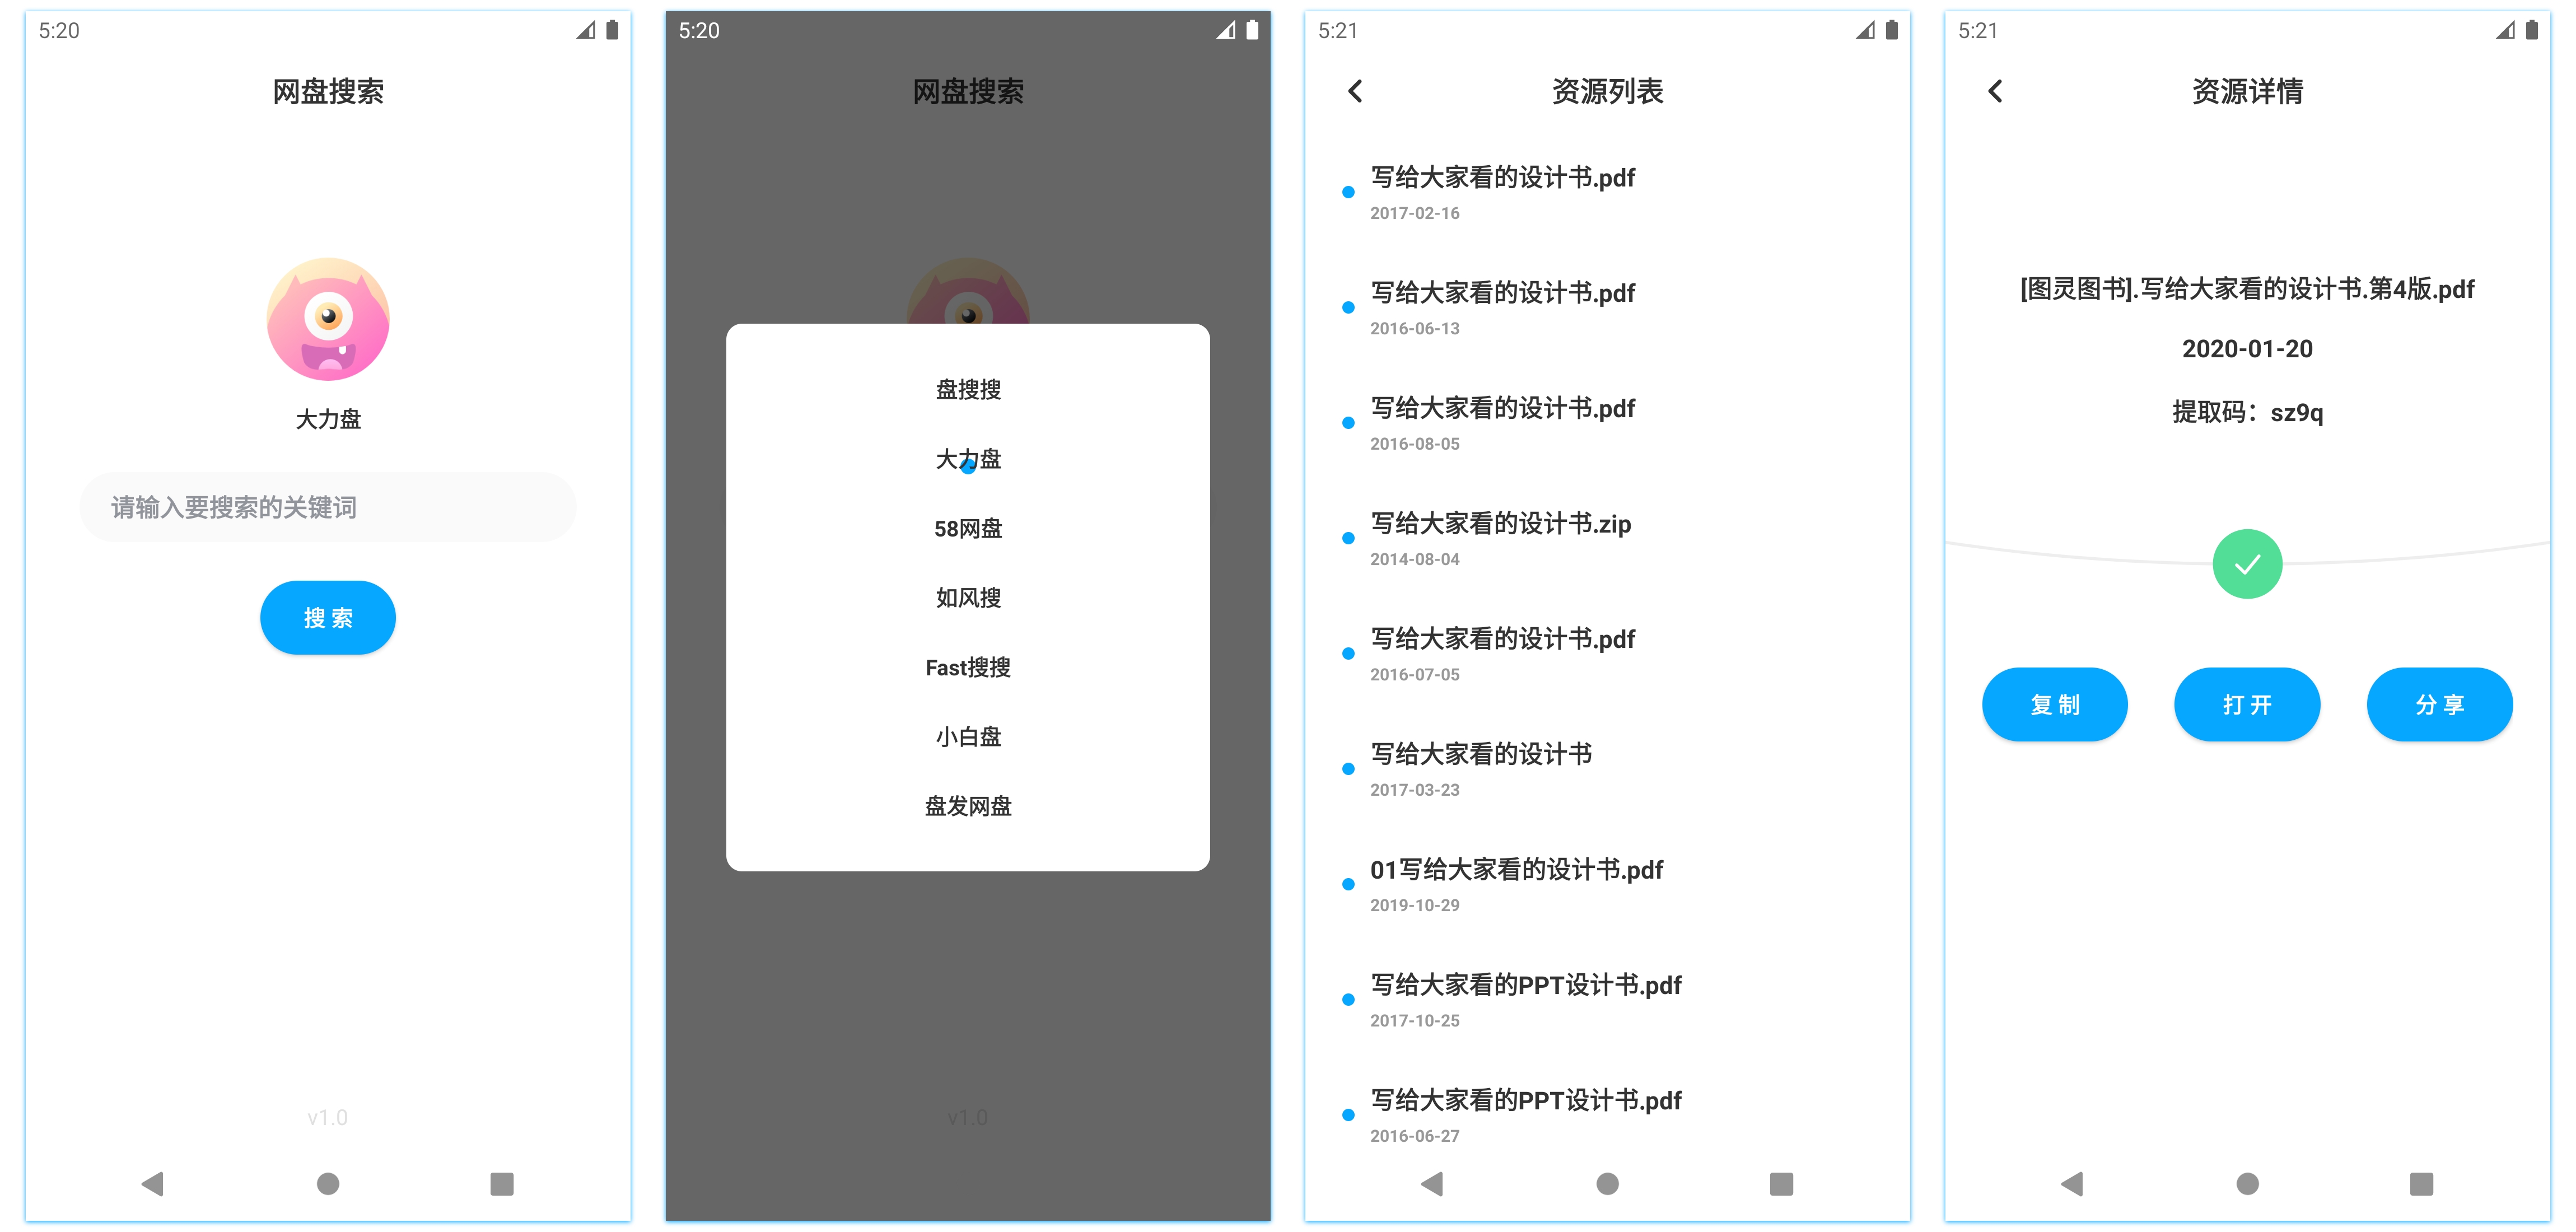 5:20
网盘搜索
大力盘
请输入要搜索的关键词
搜 索
v1.0
5:20
网盘搜索
盘搜搜
大力盘
58网盘
如风搜
Fast搜搜
小白盘
盘发网盘
v1.0
5:21
资源列表
写给大家看的设计书.pdf
2017-02-16
写给大家看的设计书.pdf
2016-06-13
写给大家看的设计书.pdf
2016-08-05
写给大家看的设计书.zip
2014-08-04
写给大家看的设计书.pdf
2016-07-05
写给大家看的设计书
2017-03-23
01写给大家看的设计书.pdf
2019-10-29
写给大家看的PPT设计书.pdf
2017-10-25
写给大家看的PPT设计书.pdf
2016-06-27
5:21
资源详情
[图灵图书].写给大家看的设计书.第4版.pdf
2020-01-20
提取码：sz9q
复 制
打 开
分 享